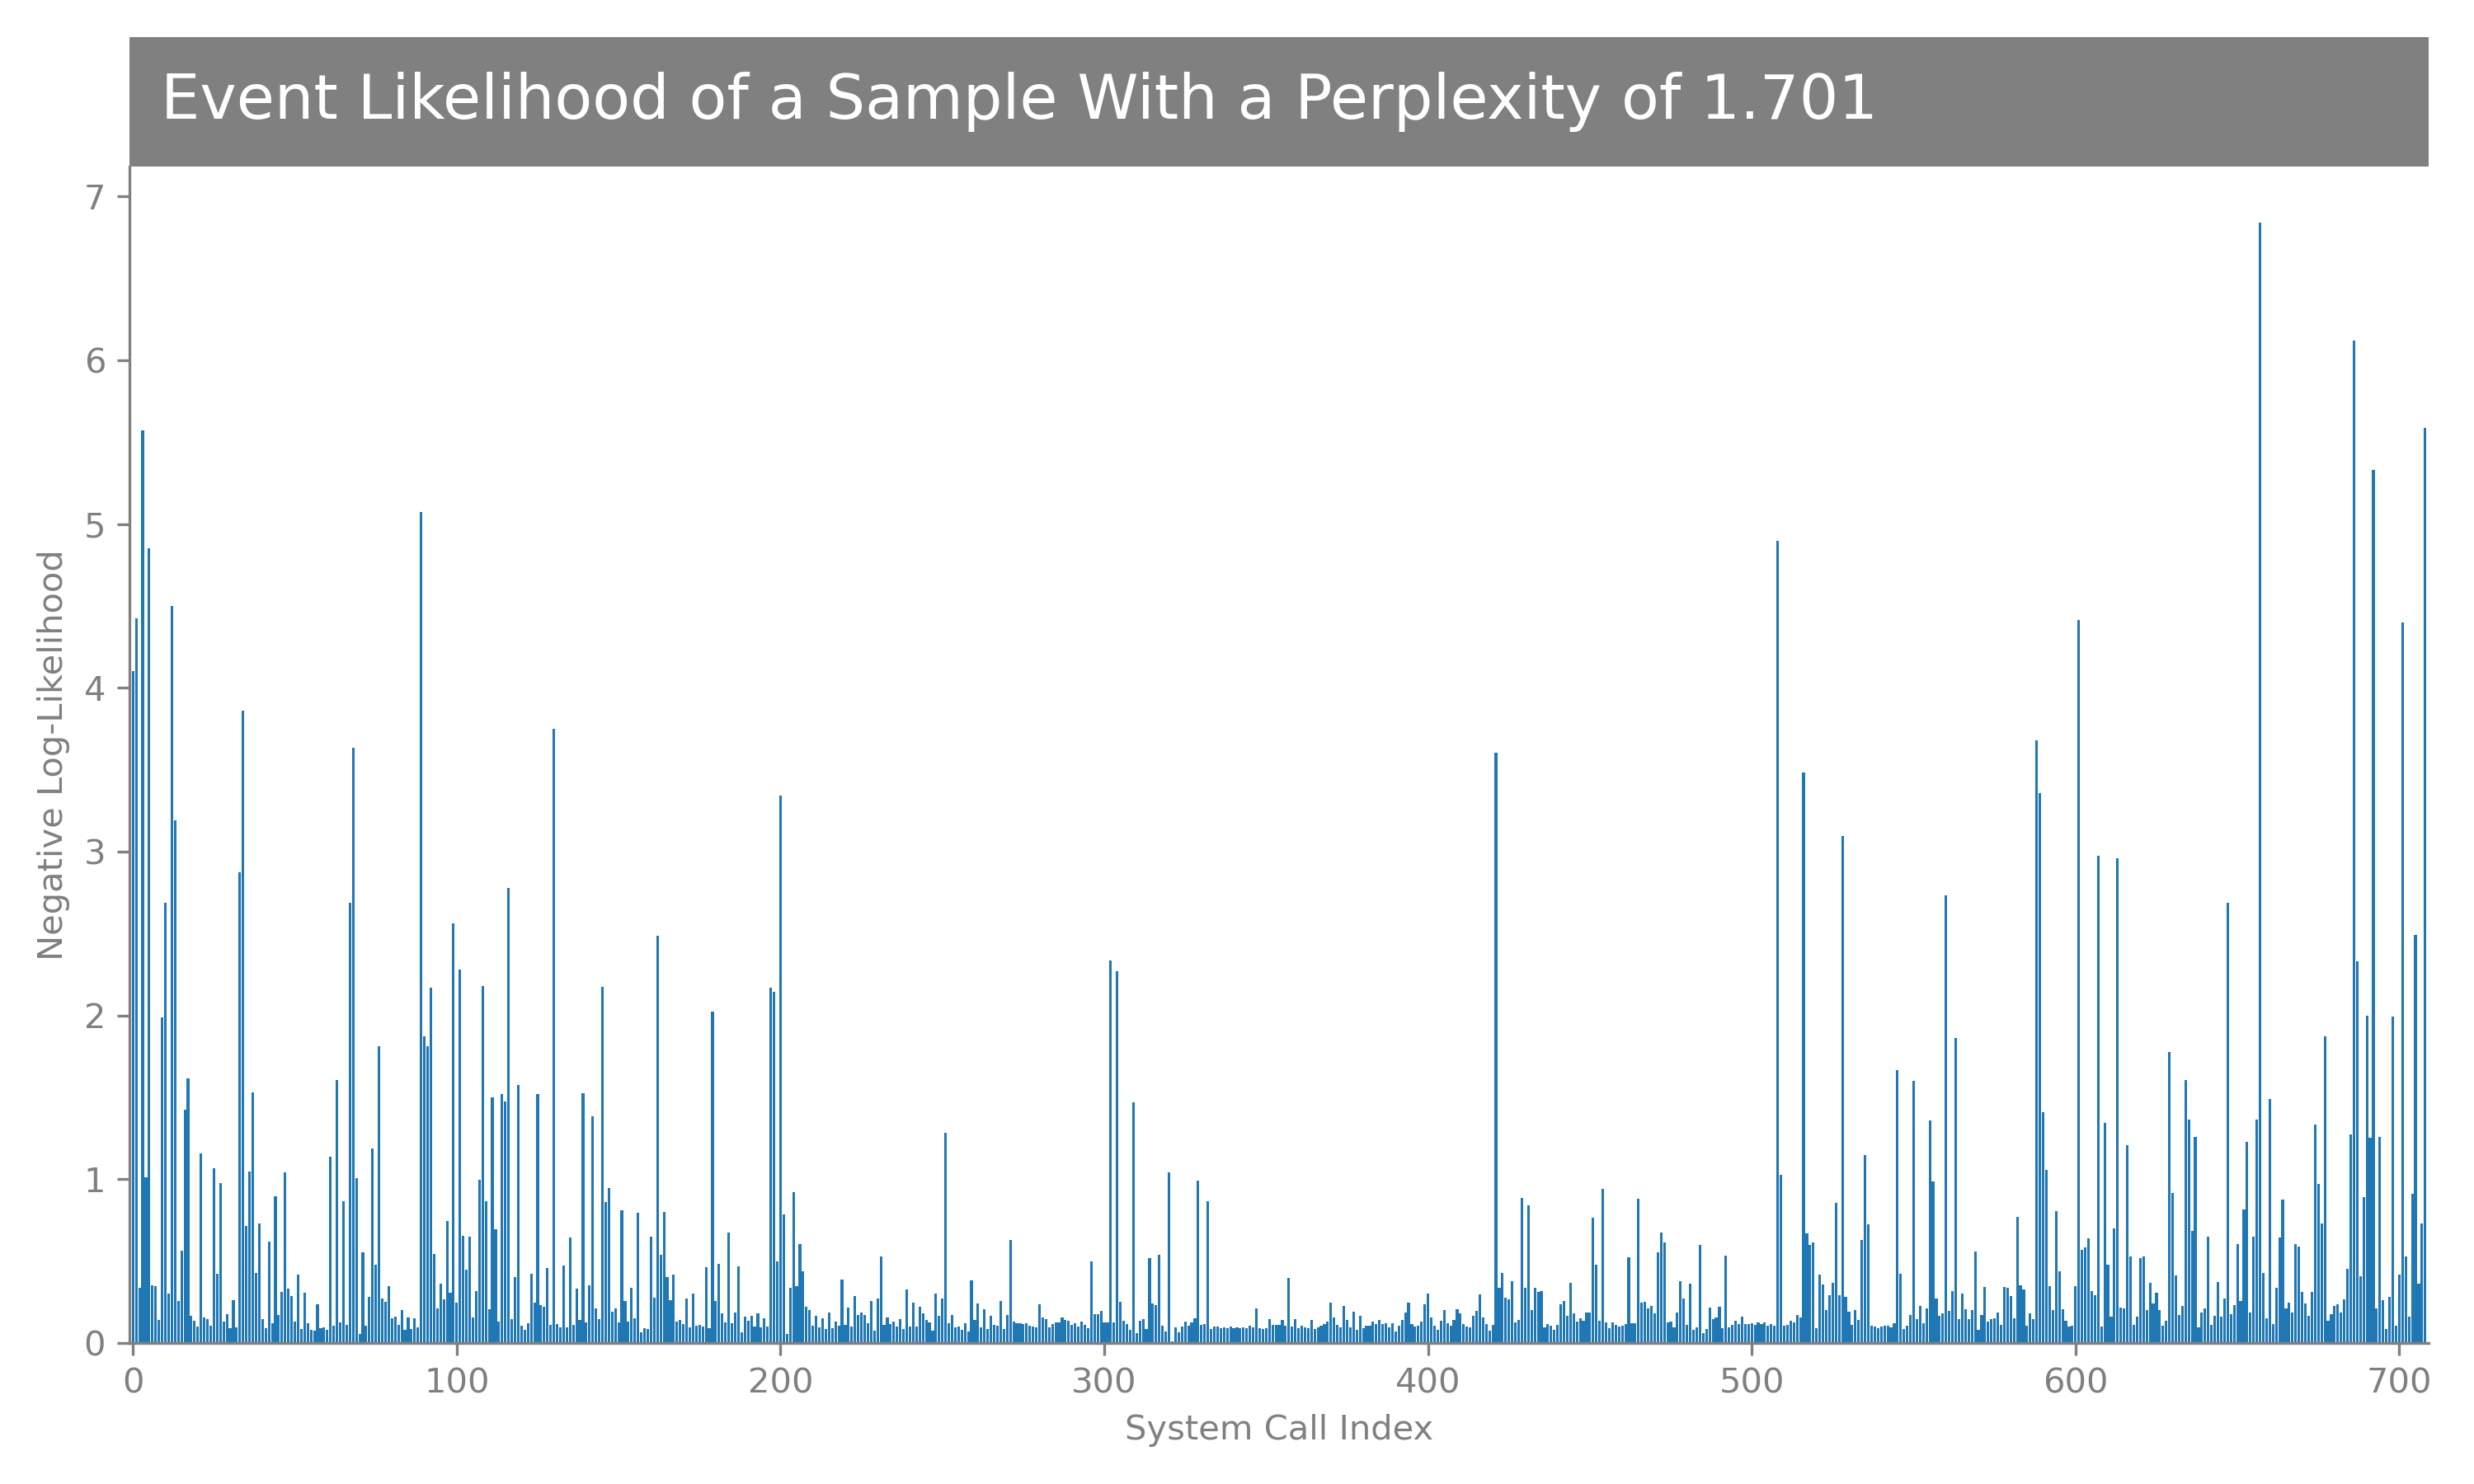 Event Likelihood of a Sample With a Perplexity of 1.701
7
6
5
4
3
2
1
0
Negative Log-Likelihood
0 100 200 300 400 500 600 700
System Call Index